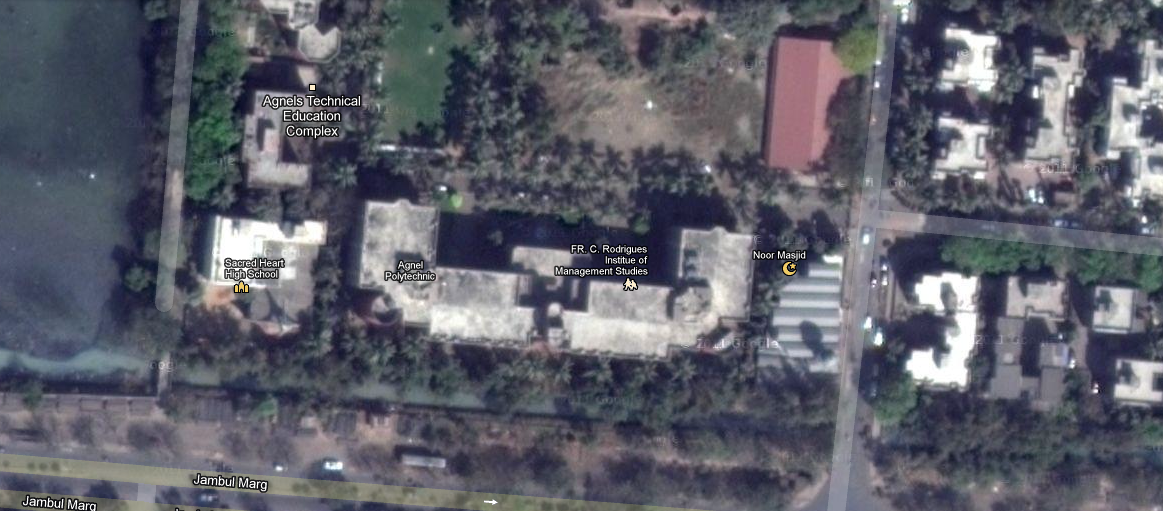 Agnels Technical
Education
Complex
Sacred Heart
High School
Agnel
Polytechnic
FR. C. Rodrigues
Institue of
Management Studies
Noor Masjid
Jambul Marg
Jambul Marg